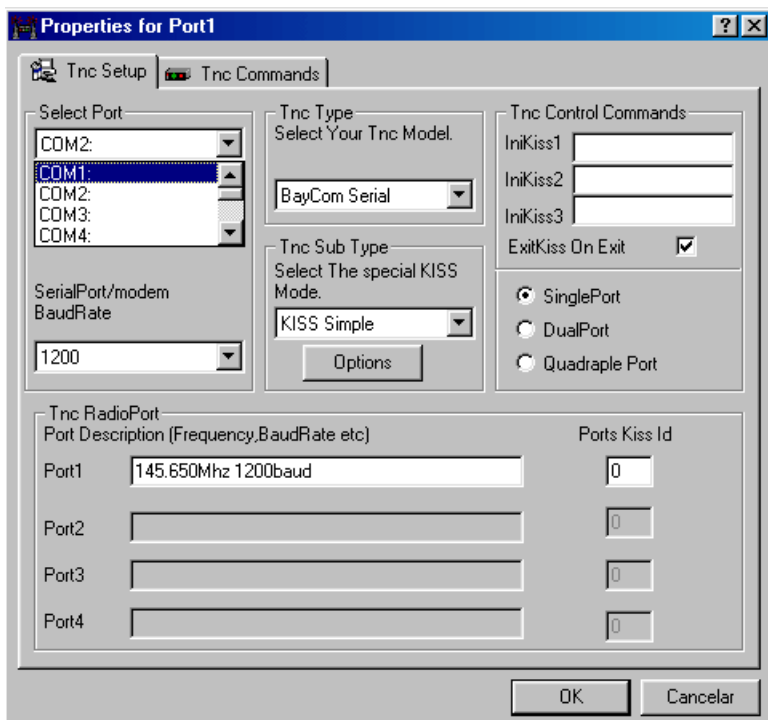 Properties for Port1
Tnc Setup
Tnc Commands
Select Port
COM2:
COM1:
COM2:
COM3:
COM4:
SerialPort/modem
BaudRate
1200
Tnc Type
Select Your Tnc Model.
BayCom Serial
Tnc Sub Type
Select The special KISS
Mode.
KISS Simple
Options
Tnc Control Commands
IniKiss1
IniKiss2
IniKiss3
ExitKiss On Exit
SinglePort
DualPort
Quadraple Port
Tnc RadioPort
Port Description (Frequency,BaudRate etc)
Ports Kiss Id
Port1
145.650Mhz 1200baud
0
Port2
0
Port3
0
Port4
0
OK
Cancelar